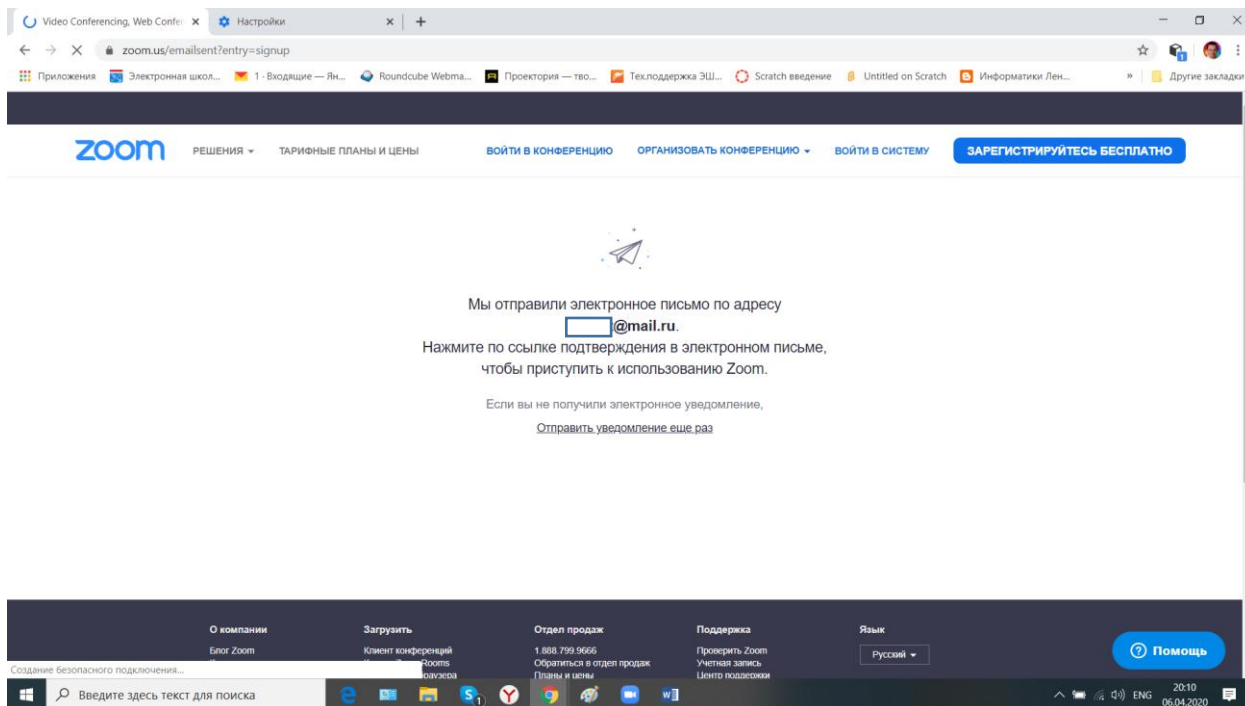 Video Conferencing, Web Confe
Настройки
zoom.us/emailsent?entry=signup
Приложения Электронная школ... 1 · Входящие — Ян... Roundcube Webma... Проектория — тво... Тех.поддержка ЭШ... Scratch введение Untitled on Scratch Информатики Лен... » Другие закладки
zoom РЕШЕНИЯ ТАРИФНЫЕ ПЛАНЫ И ЦЕНЫ ВОЙТИ В КОНФЕРЕНЦИЮ ОРГАНИЗОВАТЬ КОНФЕРЕНЦИЮ ВОЙТИ В СИСТЕМУ ЗАРЕГИСТРИРУЙТЕСЬ БЕСПЛАТНО
Мы отправили электронное письмо по адресу
@mail.ru.
Нажмите по ссылке подтверждения в электронном письме,
чтобы приступить к использованию Zoom.
Если вы не получили электронное уведомление,
Отправить уведомление еще раз
О компании Загрузить Отдел продаж Поддержка Язык
Блог Zoom Клиент конференций 1.888.799.9666 Проверить Zoom Русский
Rooms Обратиться в отдел продаж Учетная запись
браузера Планы и цены Центр поддержки
Помощь
Создание безопасного подключения...
Введите здесь текст для поиска
1
ENG 20:10
06.04.2020